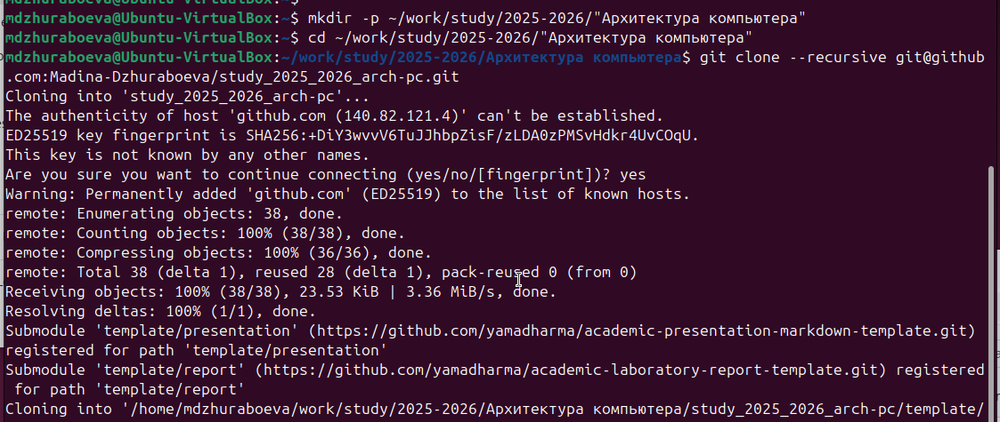 mdzhuraboeva@Ubuntu-VirtualBox:~$
mdzhuraboeva@Ubuntu-VirtualBox:~$ mkdir -p ~/work/study/2025-2026/"Архитектура компьютера"
mdzhuraboeva@Ubuntu-VirtualBox:~$ cd ~/work/study/2025-2026/"Архитектура компьютера"
mdzhuraboeva@Ubuntu-VirtualBox:~/work/study/2025-2026/Архитектура компьютера$ git clone --recursive git@github
.com:Madina-Dzhuraboeva/study_2025_2026_arch-pc.git
Cloning into 'study_2025_2026_arch-pc'...
The authenticity of host 'github.com (140.82.121.4)' can't be established.
ED25519 key fingerprint is SHA256:+DiY3wvvV6TuJJhbpZisF/zLDA0zPMSvHdkr4UvCOqU.
This key is not known by any other names.
Are you sure you want to continue connecting (yes/no/[fingerprint])? yes
Warning: Permanently added 'github.com' (ED25519) to the list of known hosts.
remote: Enumerating objects: 38, done.
remote: Counting objects: 100% (38/38), done.
remote: Compressing objects: 100% (36/36), done.
remote: Total 38 (delta 1), reused 28 (delta 1), pack-reused 0 (from 0)
Receiving objects: 100% (38/38), 23.53 KiB | 3.36 MiB/s, done.
Resolving deltas: 100% (1/1), done.
Submodule 'template/presentation' (https://github.com/yamadharma/academic-presentation-markdown-template.git)
registered for path 'template/presentation'
Submodule 'template/report' (https://github.com/yamadharma/academic-laboratory-report-template.git) registered
 for path 'template/report'
Cloning into '/home/mdzhuraboeva/work/study/2025-2026/Архитектура компьютера/study_2025_2026_arch-pc/template/